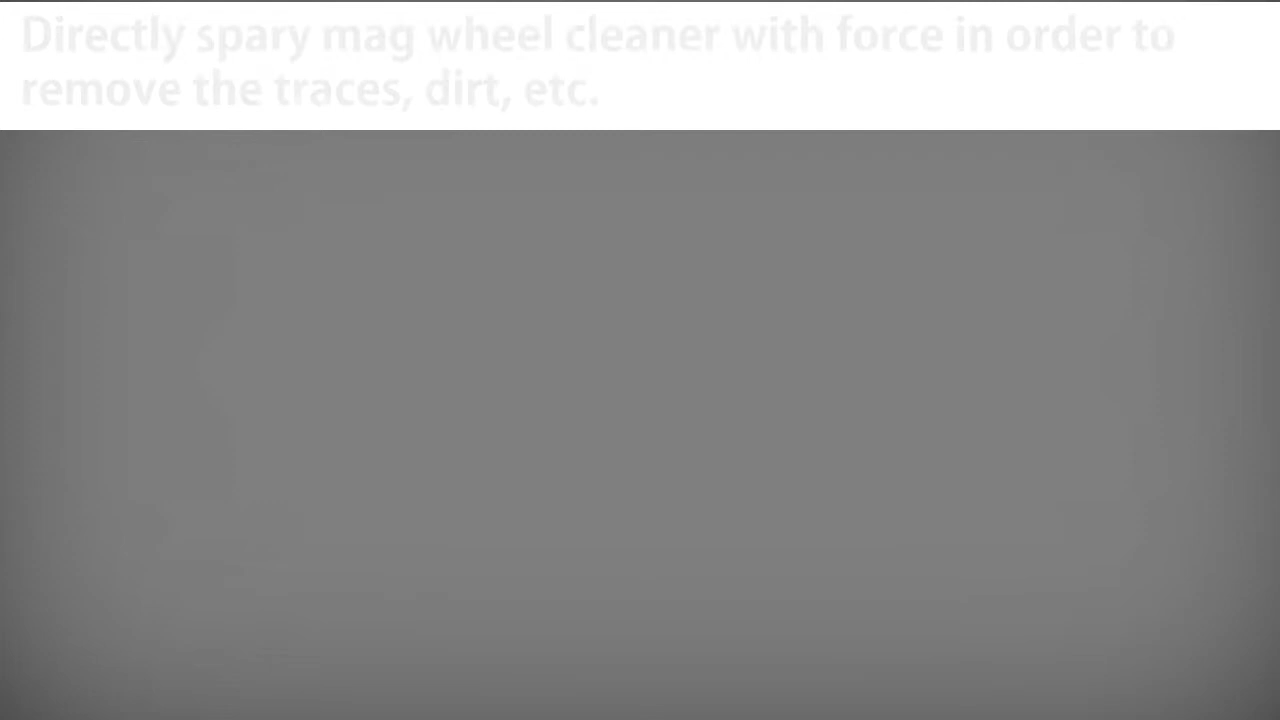 Directly spary mag wheel cleaner with force in order to
remove the traces, dirt, etc.